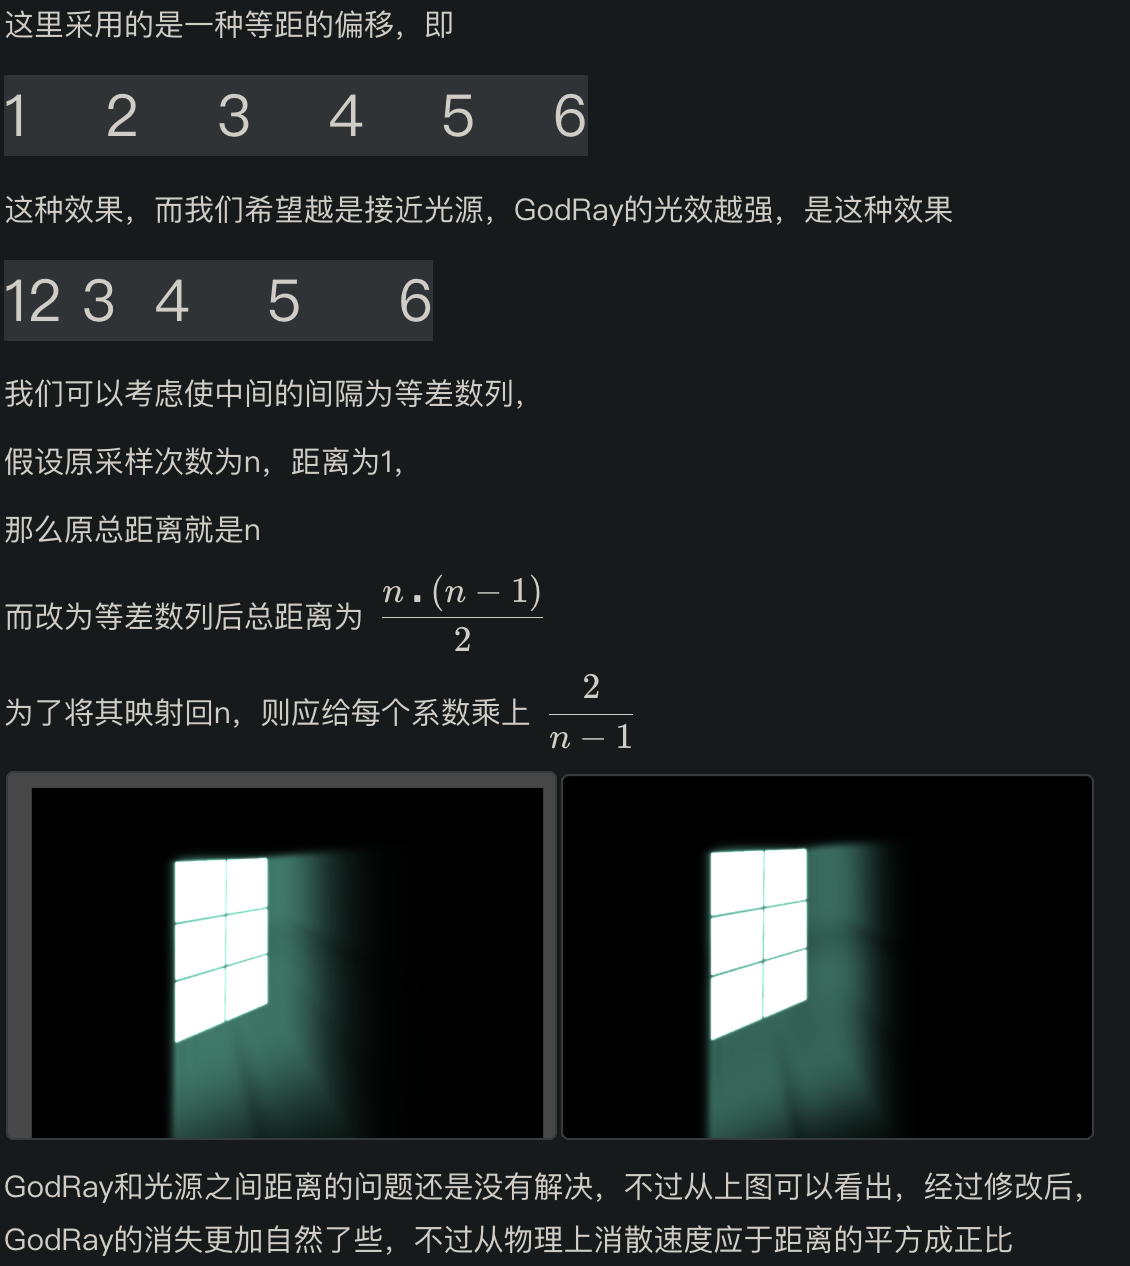 这里采用的是一种等距的偏移，即
1 2 3 4 5 6
这种效果，而我们希望越是接近光源，GodRay的光效越强，是这种效果
12 3 4 5 6
我们可以考虑使中间的间隔为等差数列，
假设原采样次数为n，距离为1，
那么原总距离就是n
而改为等差数列后总距离为 \frac{n.(n-1)}{2}
为了将其映射回n，则应给每个系数乘上 \frac{2}{n-1}
GodRay和光源之间距离的问题还是没有解决，不过从上图可以看出，经过修改后，
GodRay的消失更加自然了些，不过从物理上消散速度应于距离的平方成正比